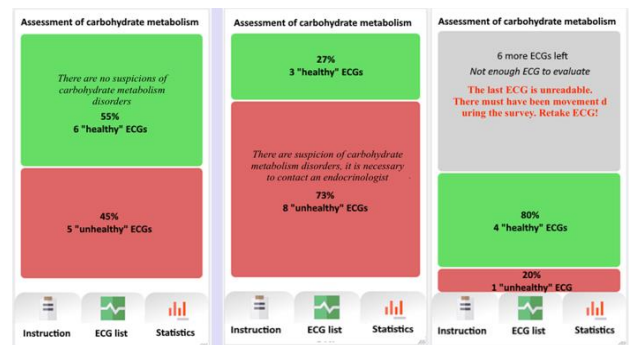 Assessment of carbohydrate metabolism
There are no suspicions of
carbohydrate metabolism
disorders
55%
6 "healthy" ECGs
45%
5 "unhealthy" ECGs
Instruction
ECG list
Statistics
Assessment of carbohydrate metabolism
27%
3 "healthy" ECGs
There are suspicion of carbohydrate
metabolism disorders, it is necessary
to contact an endocrinologist
73%
8 "unhealthy" ECGs
Instruction
ECG list
Statistics
Assessment of carbohydrate metabolism
6 more ECGs left
Not enough ECG to evaluate
The last ECG is unreadable.
There must have been movement d
uring the survey. Retake ECG!
80%
4 "healthy" ECGs
20%
1 "unhealthy" ECG
Instruction
ECG list
Statistics